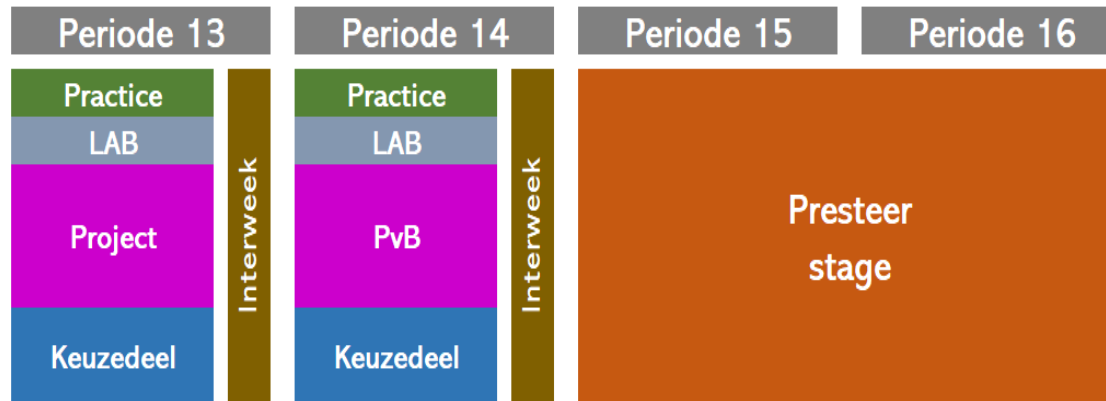 Periode 13
Periode 14
Periode 15
Periode 16
Practice
LAB
Project
Keuzedeel
Interweek
Practice
LAB
PvB
Keuzedeel
Interweek
Presteer
stage